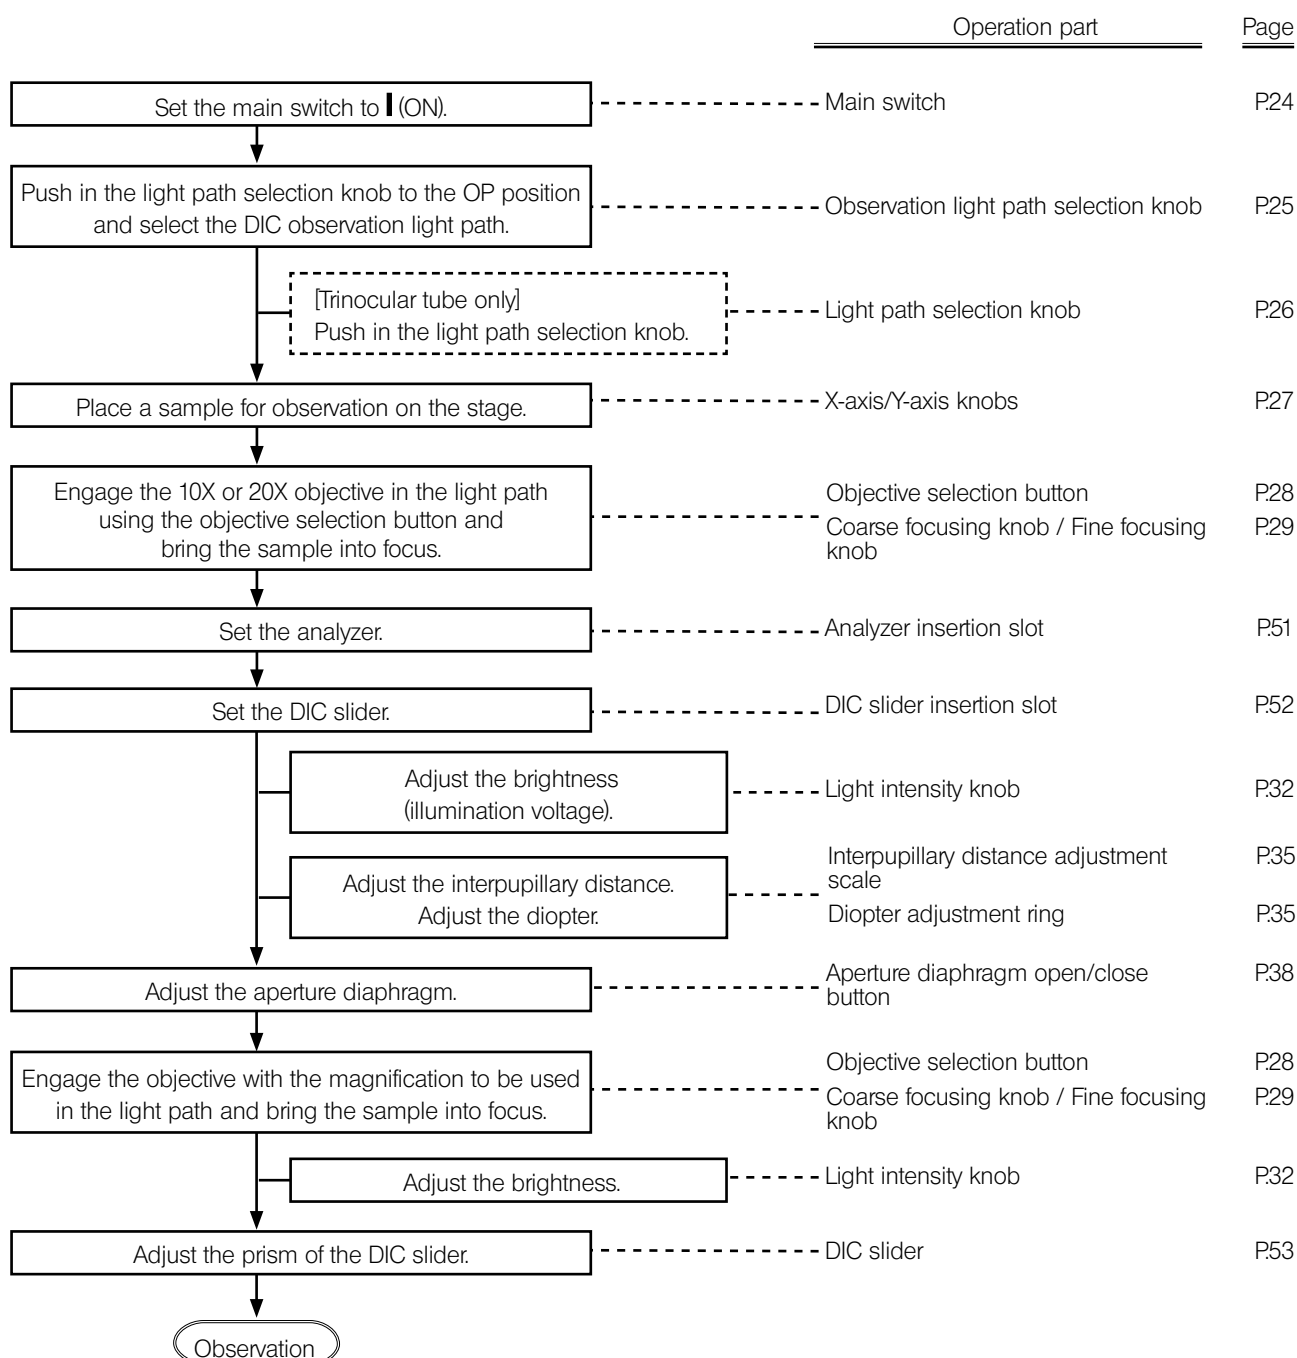 Operation part Page
Set the main switch to I (ON). Main switch P.24
Push in the light path selection knob to the OP position
and select the DIC observation light path.
Observation light path selection knob P.25
[Trinocular tube only]
Push in the light path selection knob.
Light path selection knob P.26
Place a sample for observation on the stage. X-axis/Y-axis knobs P.27
Engage the 10X or 20X objective in the light path
using the objective selection button and
bring the sample into focus.
Objective selection button P.28
Coarse focusing knob / Fine focusing P.29
knob
Set the analyzer. Analyzer insertion slot P.51
Set the DIC slider. DIC slider insertion slot P.52
Adjust the brightness
(illumination voltage).
Light intensity knob P.32
Adjust the interpupillary distance.
Adjust the diopter.
Interpupillary distance adjustment P.35
scale
Diopter adjustment ring P.35
Adjust the aperture diaphragm.
Aperture diaphragm open/close P.38
button
Engage the objective with the magnification to be used
in the light path and bring the sample into focus.
Objective selection button P.28
Coarse focusing knob / Fine focusing P.29
knob
Adjust the brightness. Light intensity knob P.32
Adjust the prism of the DIC slider. DIC slider P.53
Observation